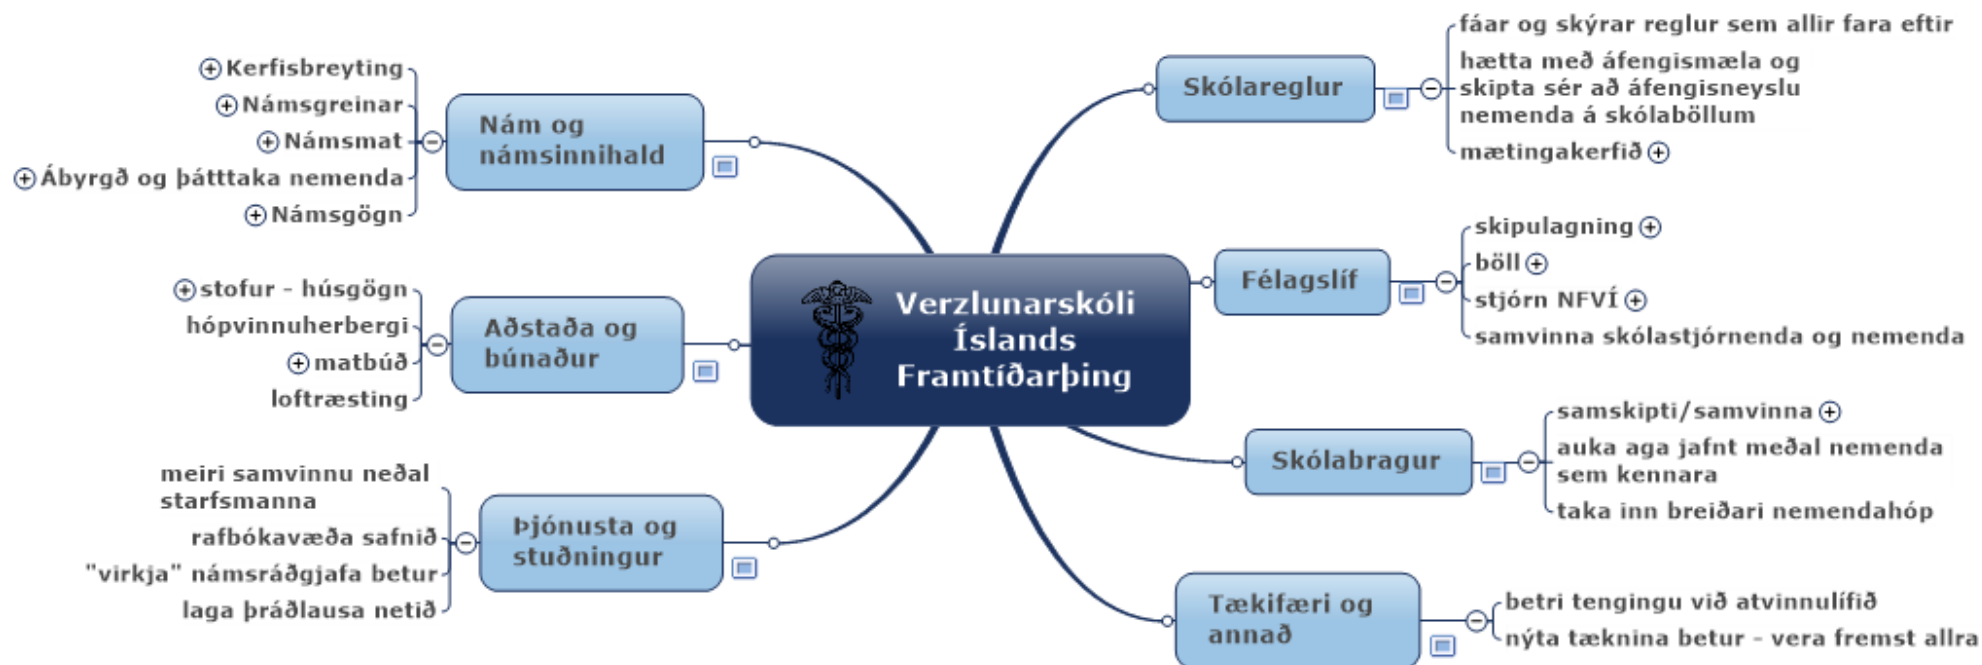 Verzlunarskóli
Íslands
Framtíðarþing
Nám og
námsinnihald
Kerfisbreyting
Námsgreinar
Námsmat
Ábyrgð og þátttaka nemenda
Námsgögn
Aðstaða og
búnaður
stofur - húsgögn
hópvinnuherbergi
matbúð
loftræsting
Þjónusta og
stuðningur
meiri samvinnu neðal
starfsmanna
rafbókavæða safnið
"virkja" námsráðgjafa betur
laga þráðlausa netið
Skólareglur
fáar og skýrar reglur sem allir fara eftir
hætta með áfengismæla og
skipta sér að áfengisneyslu
nemenda á skólaböllum
mætingakerfið
Félagslíf
skipulagning
böll
stjórn NFVÍ
samvinna skólastjórnenda og nemenda
Skólabragur
samskipti/samvinna
auka aga jafnt meðal nemenda
sem kennara
taka inn breiðari nemendahóp
Tækifæri og
annað
betri tengingu við atvinnulífið
nýta tæknina betur - vera fremst allra